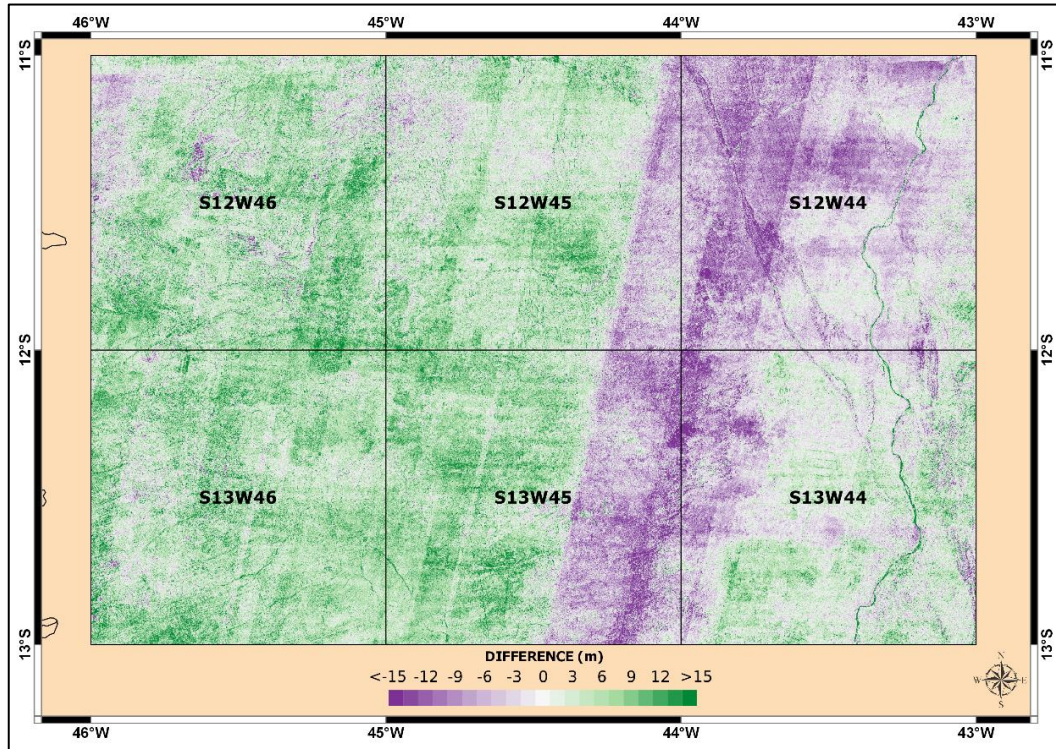 46°W 45°W 44°W 43°W
11°S 11°S
S12W46 S12W45 S12W44
12°S 12°S
S13W46 S13W45 S13W44
13°S 13°S
DIFFERENCE (m)
<-15 -12 -9 -6 -3 0 3 6 9 12 >15
N
W E
S
46°W 45°W 44°W 43°W